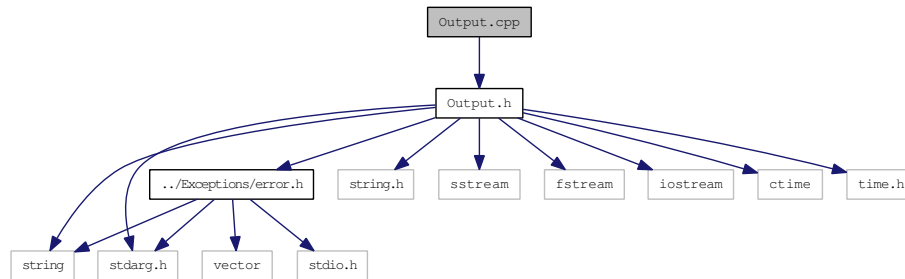 Output.cpp
Output.h
../Exceptions/error.h
string.h
sstream
fstream
iostream
ctime
time.h
string
stdarg.h
vector
stdio.h